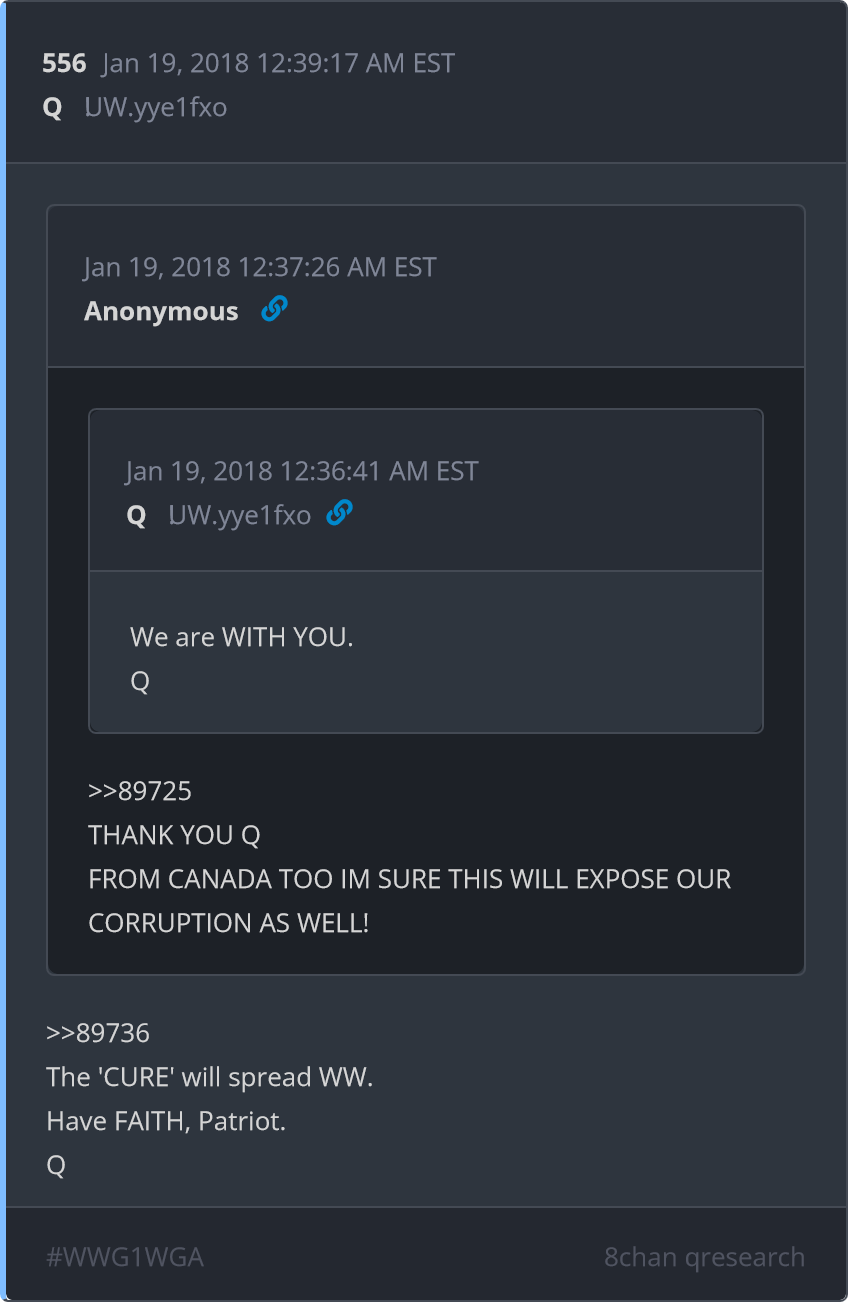 556 Jan 19, 2018 12:39:17 AM EST
Q UW.yye1fxo
Jan 19, 2018 12:37:26 AM EST
Anonymous
Jan 19, 2018 12:36:41 AM EST
Q UW.yye1fxo
We are WITH YOU.
Q
>>89725
THANK YOU Q
FROM CANADA TOO IM SURE THIS WILL EXPOSE OUR
CORRUPTION AS WELL!
>>89736
The 'CURE' will spread WW.
Have FAITH, Patriot.
Q
#WWG1WGA 8chan qresearch